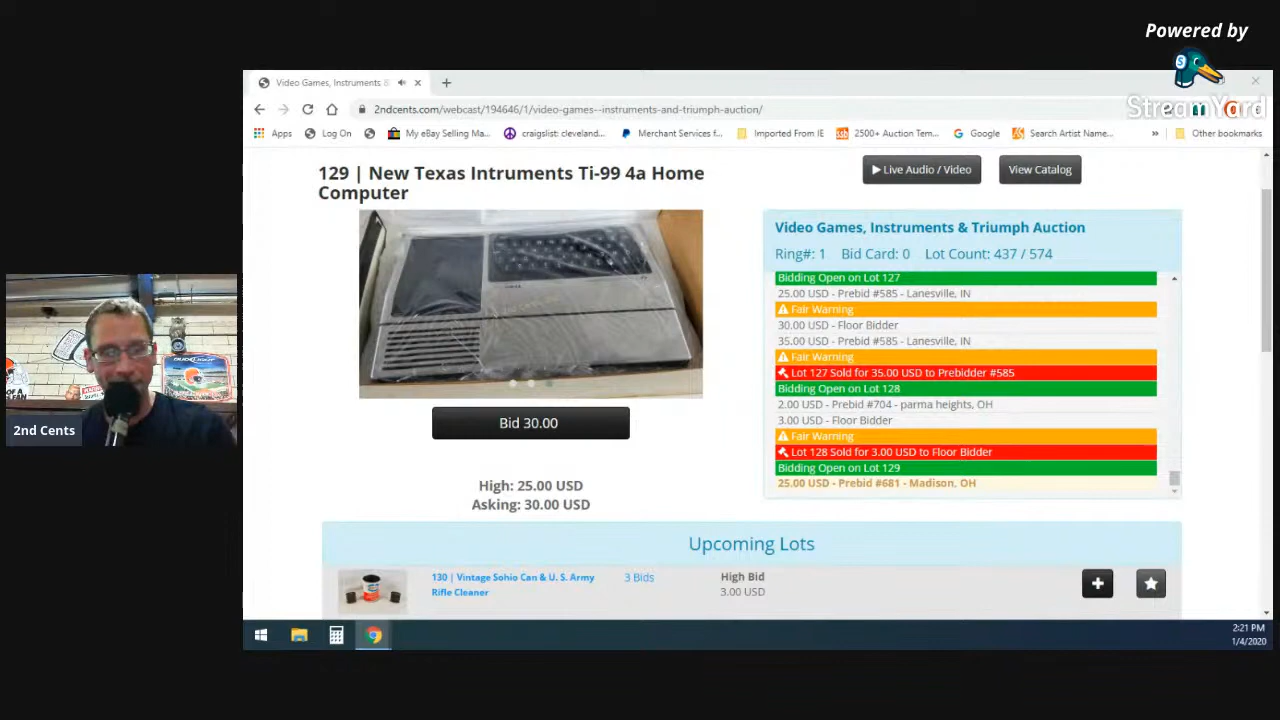 Powered by
StreamYard
Video Games, Instruments &
2ndcents.com/webcast/194646/1/video-games--instruments-and-triumph-auction/
Apps
Log On
My eBay Selling Ma...
craigslist: cleveland...
Merchant Services f...
Imported From IE
2500+ Auction Tem...
Google
Search Artist Name...
»
Other bookmarks
129 | New Texas Intruments Ti-99 4a Home
Computer
Live Audio / Video
View Catalog
Bid 30.00
High: 25.00 USD
Asking: 30.00 USD
Video Games, Instruments & Triumph Auction
Ring#: 1 Bid Card: 0 Lot Count: 437 / 574
Bidding Open on Lot 127
25.00 USD - Prebid #585 - Lanesville, IN
Fair Warning
30.00 USD - Floor Bidder
35.00 USD - Prebid #585 - Lanesville, IN
Fair Warning
Lot 127 Sold for 35.00 USD to Prebidder #585
Bidding Open on Lot 128
2.00 USD - Prebid #704 - parma heights, OH
3.00 USD - Floor Bidder
Fair Warning
Lot 128 Sold for 3.00 USD to Floor Bidder
Bidding Open on Lot 129
25.00 USD - Prebid #681 - Madison, OH
2nd Cents
Upcoming Lots
130 | Vintage Sohio Can & U. S. Army
Rifle Cleaner
3 Bids
High Bid
3.00 USD
2:21 PM
1/4/2020